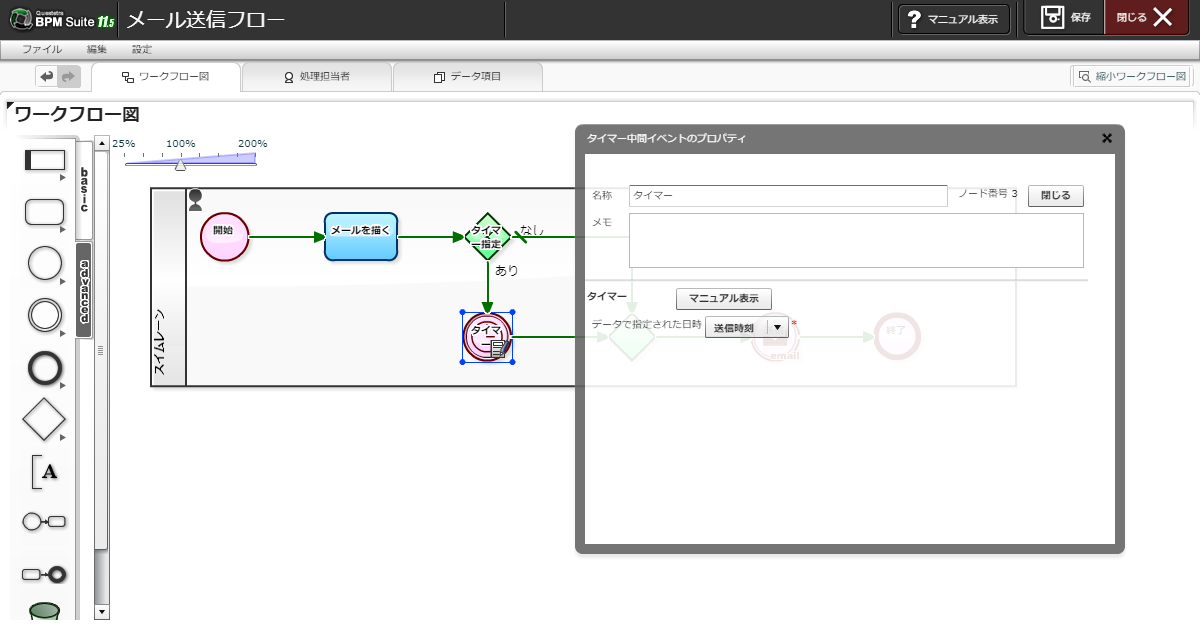 Questetra
BPM Suite 11.5
メール送信フロー
マニュアル表示
保存
閉じる
ファイル
編集
設定
ワークフロー図
処理担当者
データ項目
縮小ワークフロー図
ワークフロー図
25%
100%
200%
basic
advanced
A
スイムレーン
開始
メールを描く
タイマ
ー指定
なし
あり
タイマ
ー
タイマー中間イベントのプロパティ
名称
タイマー
ノード番号 3
閉じる
メモ
タイマー
マニュアル表示
データで指定された日時
送信時刻
*
email
終了